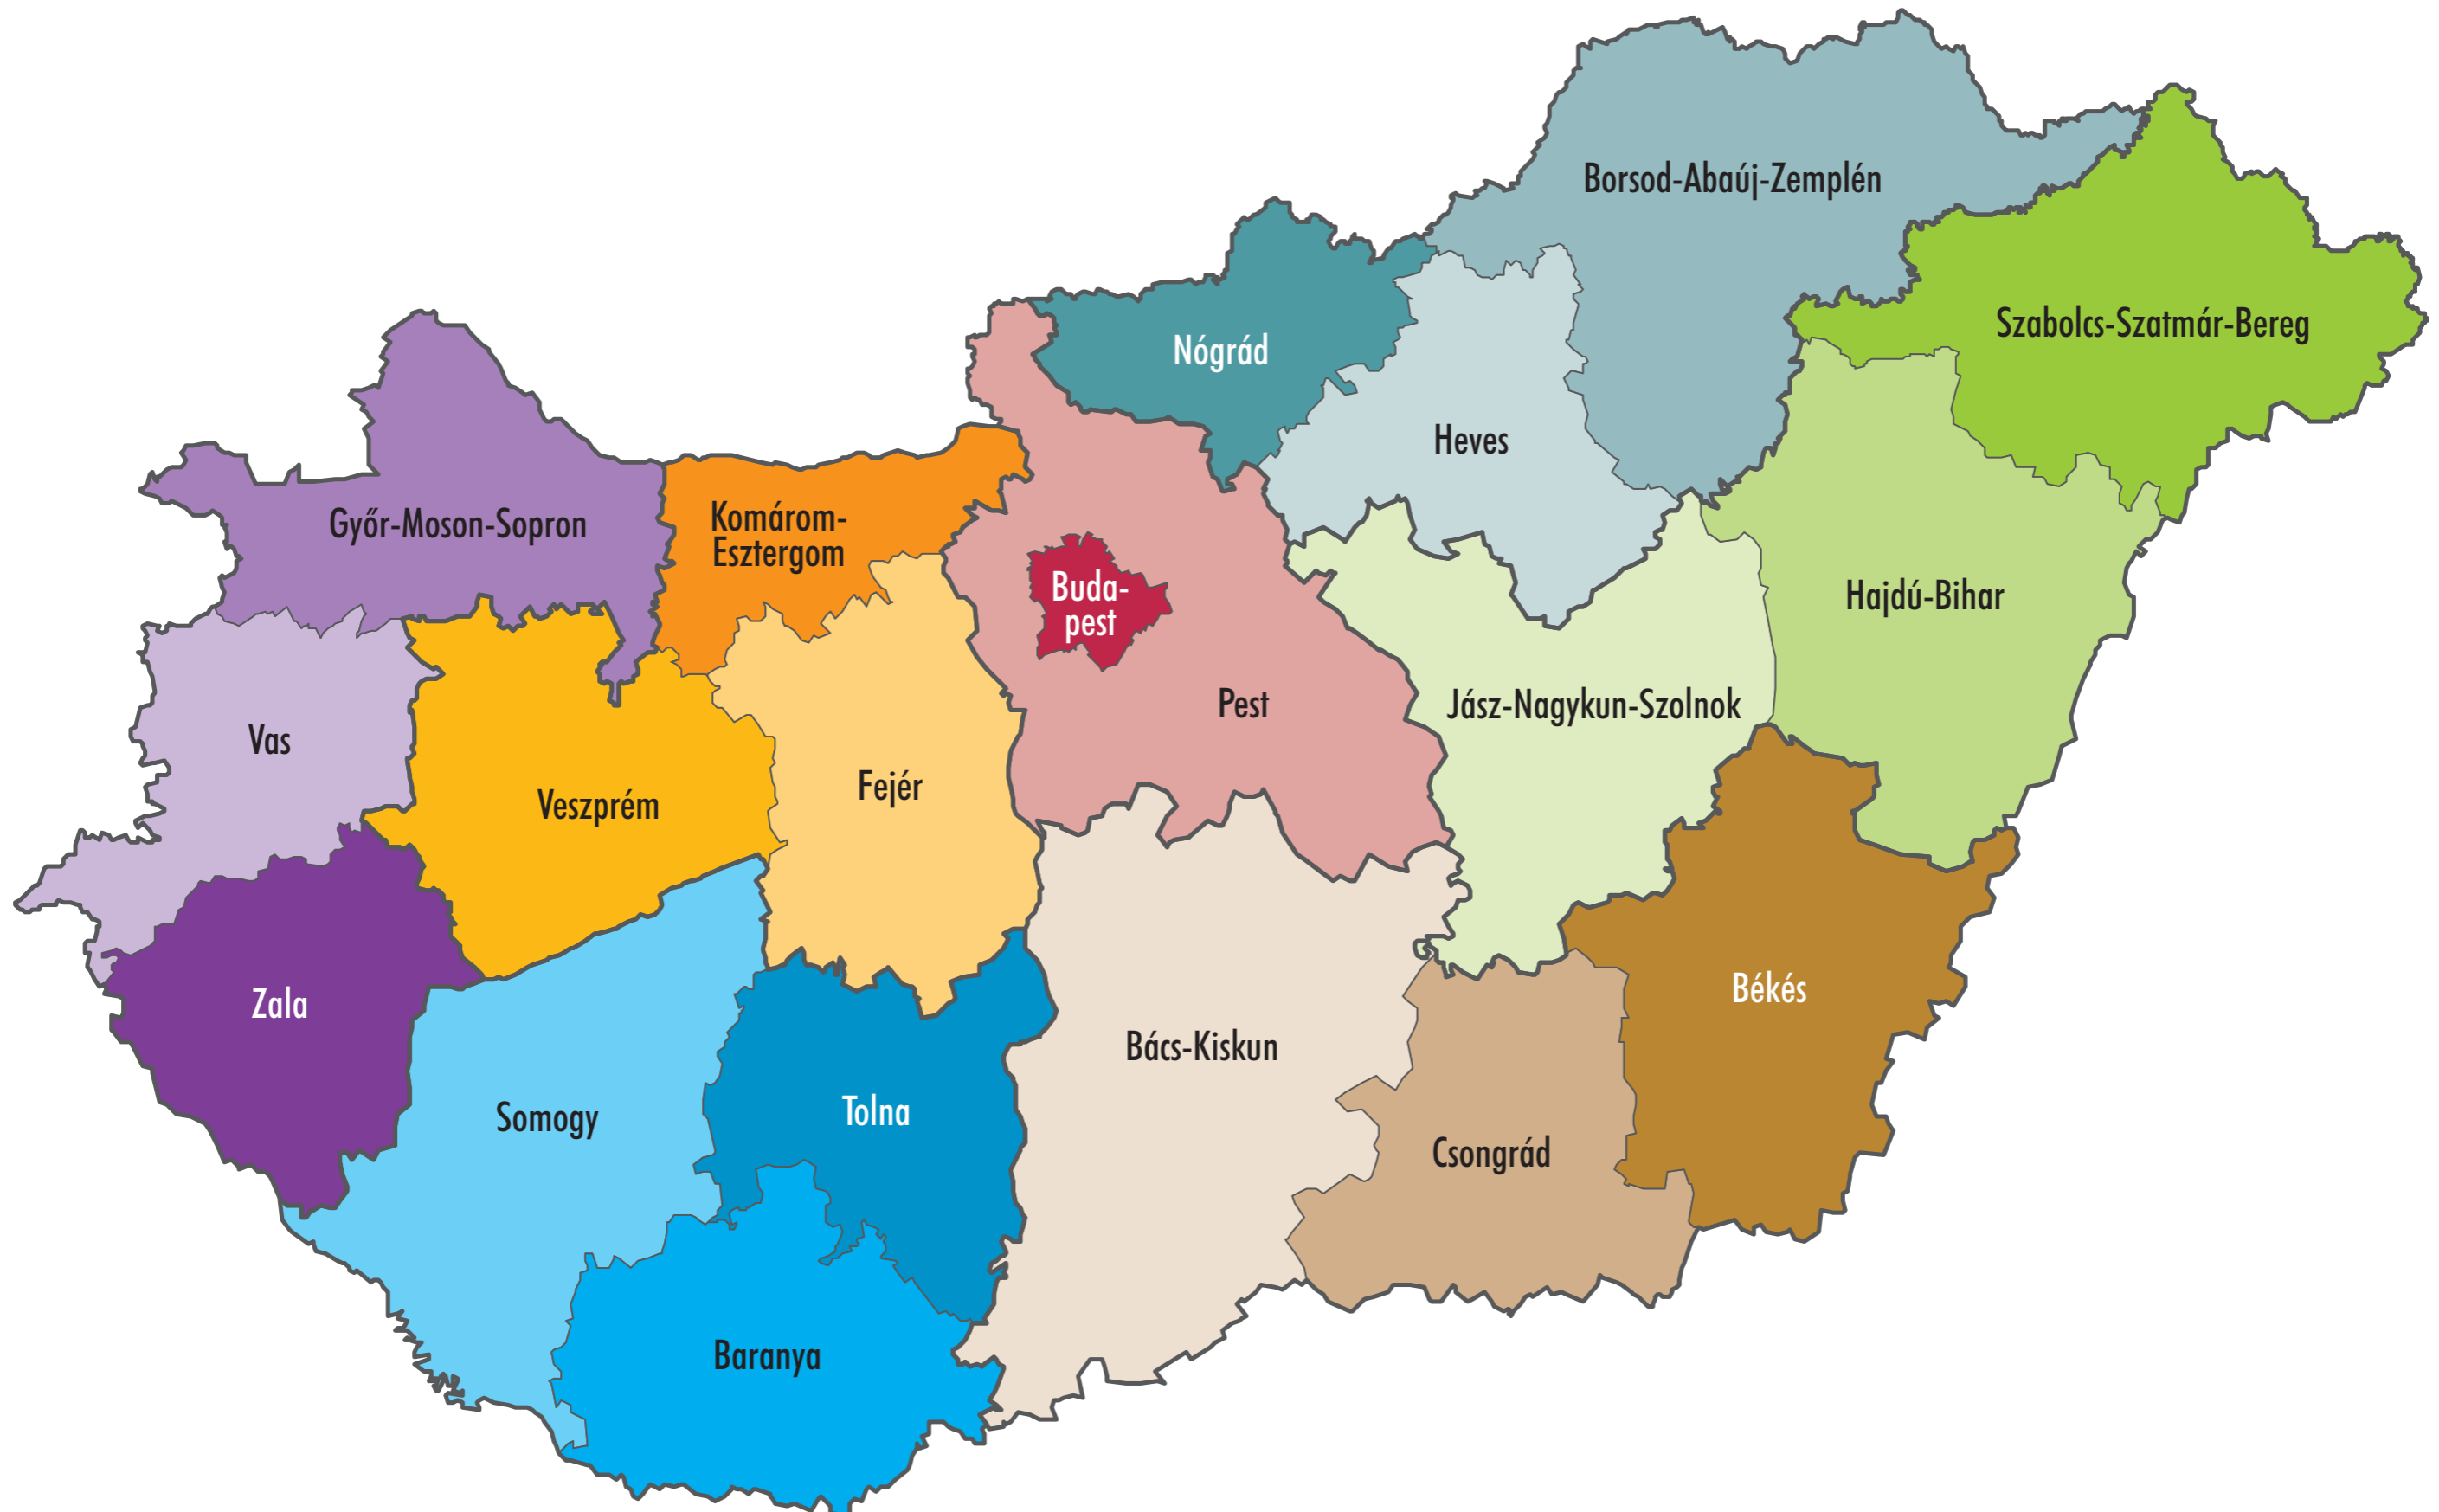 Borsod-Abaúj-Zemplén
Szabolcs-Szatmár-Bereg
Nógrád
Heves
Győr-Moson-Sopron
Komárom-
Esztergom
Buda-
pest
Hajdú-Bihar
Pest
Jász-Nagykun-Szolnok
Vas
Veszprém
Fejér
Zala
Békés
Bács-Kiskun
Somogy
Tolna
Csongrád
Baranya